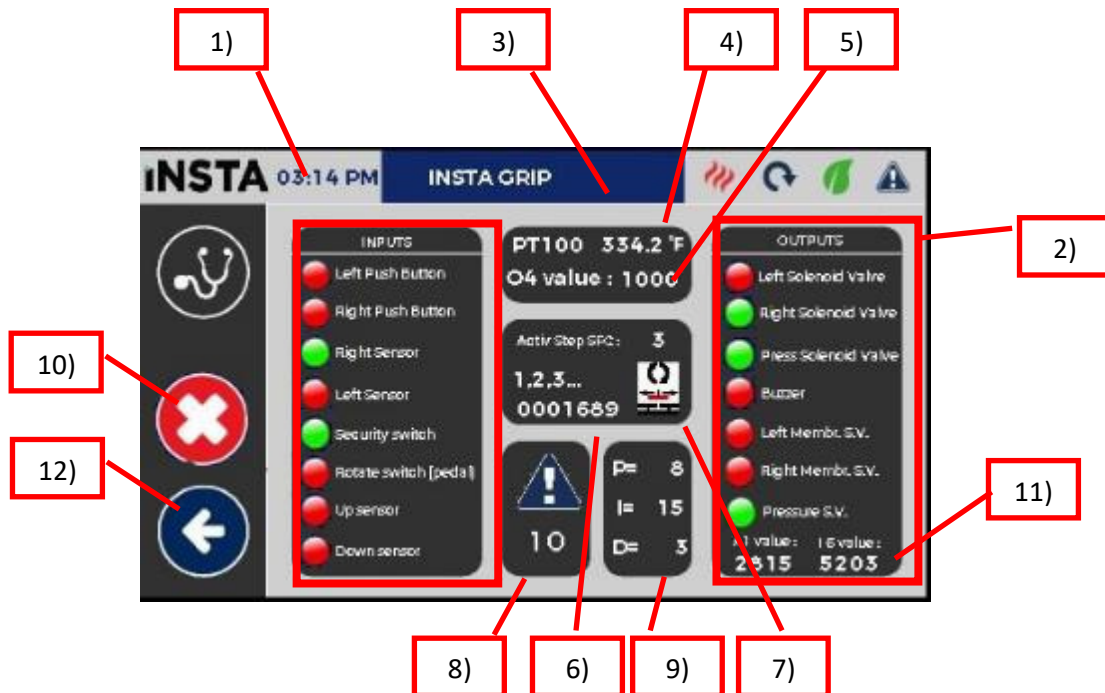 1)
3)
4)
5)
INSTA 03:14 PM INSTA GRIP
INPUTS
Left Push Button
Right Push Button
Right Sensor
Left Sensor
Security switch
Rotate switch [pedal]
Up sensor
Down sensor
PT100 334.2 °F
O4 value : 1000
Activ Step SFC : 3
1,2,3...
0001689
10
P= 8
I= 15
D= 3
OUTPUTS
Left Solenoid Valve
Right Solenoid Valve
Press Solenoid Valve
Buzzer
Left Membr. S.V.
Right Membr. S.V.
Pressure S.V.
value : I6 value :
2815 5203
2)
10)
12)
11)
8)
6)
9)
7)